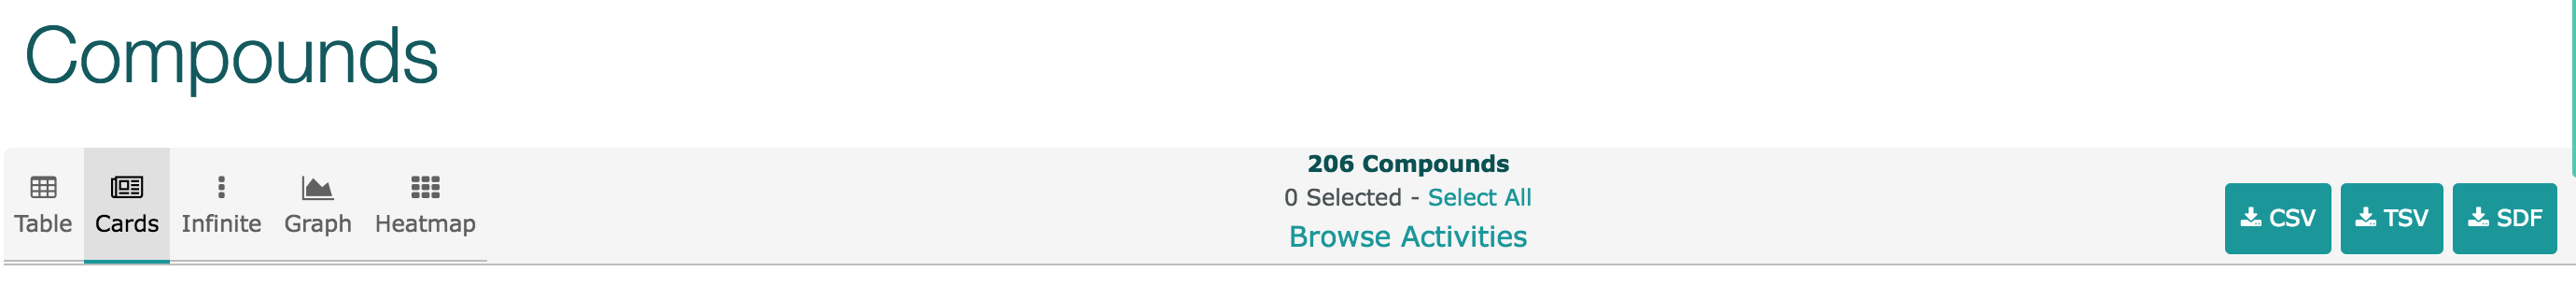 Compounds
206 Compounds
0 Selected - Select All
Browse Activities
Table Cards Infinite Graph Heatmap
CSV TSV SDF